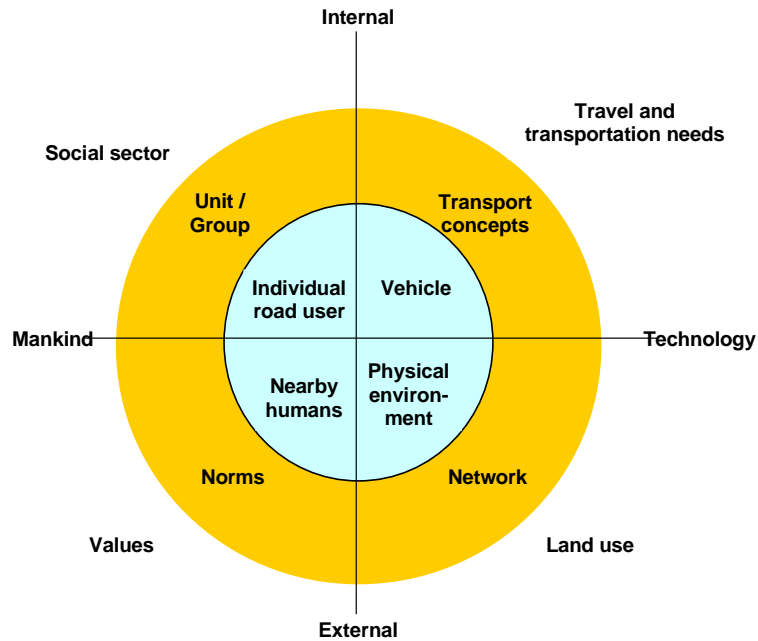 Internal
Travel and
transportation needs
Social sector
Unit /
Group
Transport
concepts
Individual
road user
Vehicle
Mankind
Technology
Nearby
humans
Physical
environ-
ment
Norms
Network
Values
Land use
External